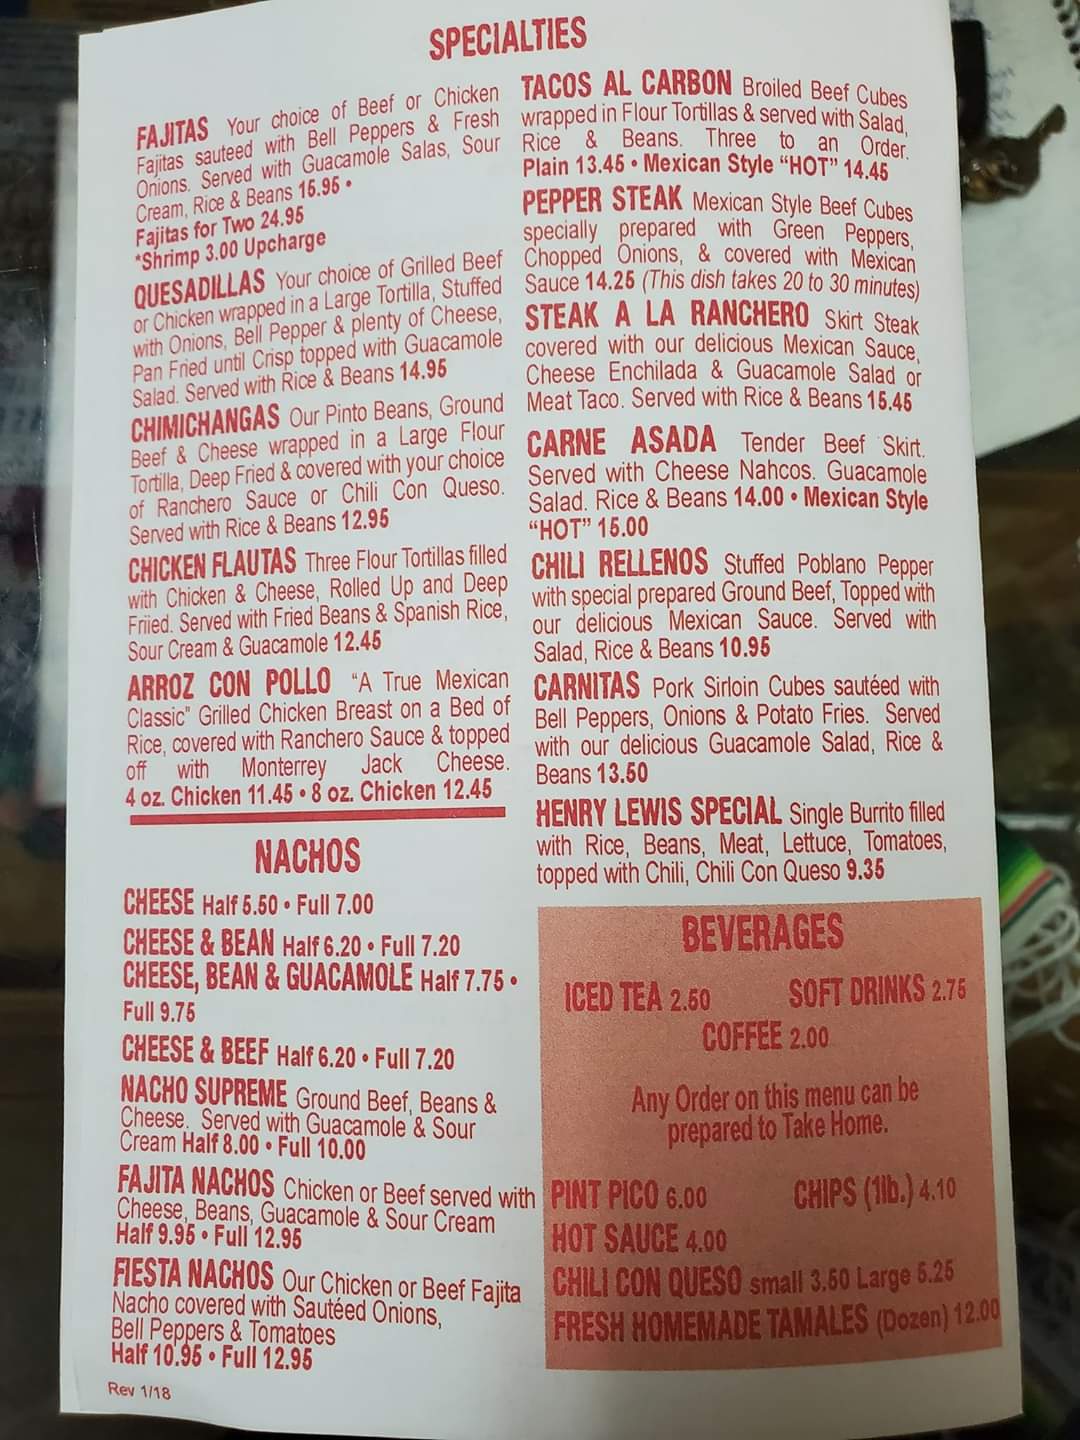 SPECIALTIES
FAJITAS Your choice of Beef or Chicken
Fajitas sauteed with Bell Peppers & Fresh
Onions. Served with Guacamole Salas, Sour
Cream, Rice & Beans 15.95 •
Fajitas for Two 24.95
*Shrimp 3.00 Upcharge
QUESADILLAS Your choice of Grilled Beef
or Chicken wrapped in a Large Tortilla, Stuffed
with Onions, Bell Pepper & plenty of Cheese,
Pan Fried until Crisp topped with Guacamole
Salad. Served with Rice & Beans 14.95
CHIMICHANGAS Our Pinto Beans, Ground
Beef & Cheese wrapped in a Large Flour
Tortilla, Deep Fried & covered with your choice
of Ranchero Sauce or Chili Con Queso.
Served with Rice & Beans 12.95
CHICKEN FLAUTAS Three Flour Tortillas filled
with Chicken & Cheese, Rolled Up and Deep
Friied. Served with Fried Beans & Spanish Rice,
Sour Cream & Guacamole 12.45
ARROZ CON POLLO "A True Mexican
Classic" Grilled Chicken Breast on a Bed of
Rice, covered with Ranchero Sauce & topped
off with Monterrey Jack Cheese.
4 oz. Chicken 11.45 • 8 oz. Chicken 12.45
NACHOS
CHEESE Half 5.50 • Full 7.00
CHEESE & BEAN Half 6.20 • Full 7.20
CHEESE, BEAN & GUACAMOLE Half 7.75 •
Full 9.75
CHEESE & BEEF Half 6.20 • Full 7.20
NACHO SUPREME Ground Beef, Beans &
Cheese. Served with Guacamole & Sour
Cream Half 8.00 • Full 10.00
FAJITA NACHOS Chicken or Beef served with
Cheese, Beans, Guacamole & Sour Cream
Half 9.95 • Full 12.95
FIESTA NACHOS Our Chicken or Beef Fajita
Nacho covered with Sautéed Onions,
Bell Peppers & Tomatoes
Half 10.95 • Full 12.95
Rev 1/18
TACOS AL CARBON Broiled Beef Cubes
wrapped in Flour Tortillas & served with Salad,
Rice & Beans. Three to an Order.
Plain 13.45 • Mexican Style "HOT" 14.45
PEPPER STEAK Mexican Style Beef Cubes
specially prepared with Green Peppers,
Chopped Onions, & covered with Mexican
Sauce 14.25 (This dish takes 20 to 30 minutes)
STEAK A LA RANCHERO Skirt Steak
covered with our delicious Mexican Sauce,
Cheese Enchilada & Guacamole Salad or
Meat Taco. Served with Rice & Beans 15.45
CARNE ASADA Tender Beef Skirt.
Served with Cheese Nahcos. Guacamole
Salad. Rice & Beans 14.00 • Mexican Style
"HOT" 15.00
CHILI RELLENOS Stuffed Poblano Pepper
with special prepared Ground Beef, Topped with
our delicious Mexican Sauce. Served with
Salad, Rice & Beans 10.95
CARNITAS Pork Sirloin Cubes sautéed with
Bell Peppers, Onions & Potato Fries. Served
with our delicious Guacamole Salad, Rice &
Beans 13.50
HENRY LEWIS SPECIAL Single Burrito filled
with Rice, Beans, Meat, Lettuce, Tomatoes,
topped with Chili, Chili Con Queso 9.35
BEVERAGES
ICED TEA 2.50 SOFT DRINKS 2.75
COFFEE 2.00
Any Order on this menu can be
prepared to Take Home.
PINT PICO 6.00 CHIPS (1lb.) 4.10
HOT SAUCE 4.00
CHILI CON QUESO small 3.50 Large 5.25
FRESH HOMEMADE TAMALES (Dozen) 12.00